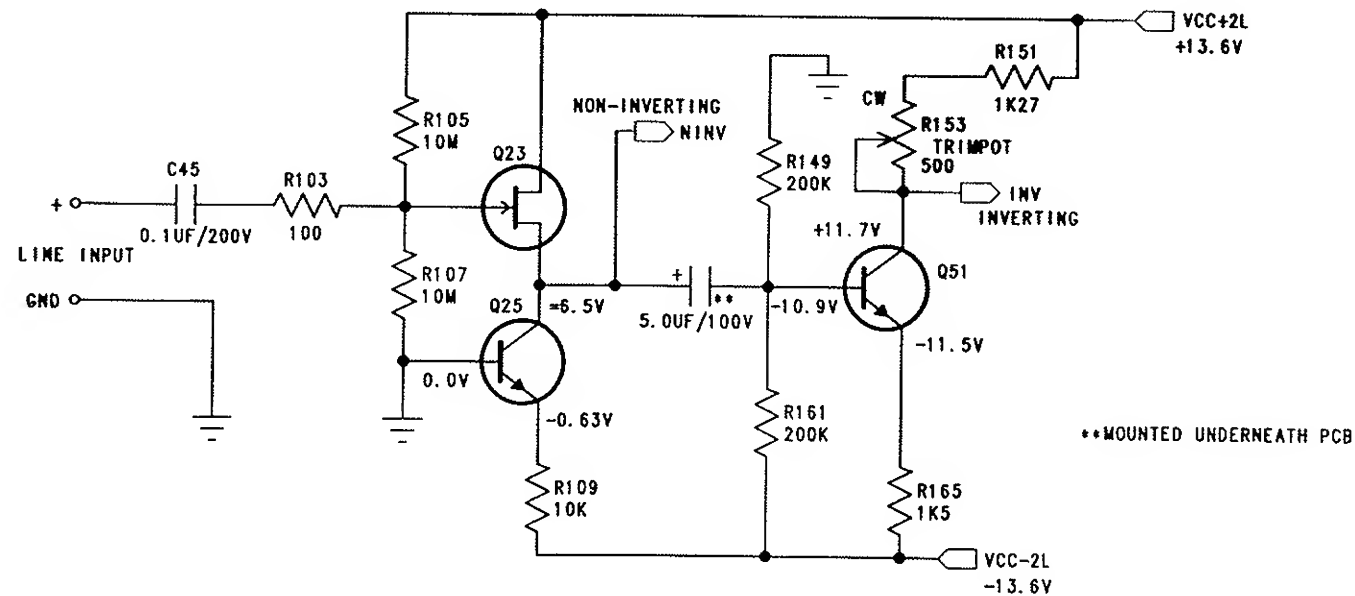 VCC+2L
+13.6V
R151
1K27
CW
R153
TRIMPOT
500
NON-INVERTING
NINV
R105
10M
Q23
R149
200K
C45
0.1UF/200V
R103
100
+
LINE INPUT
GND
INV
INVERTING
+11.7V
Q51
R107
10M
Q25
≈6.5V
+
**
5.0UF/100V
-10.9V
-11.5V
0.0V
-0.63V
R161
200K
**MOUNTED UNDERNEATH PCB
R109
10K
R165
1K5
VCC-2L
-13.6V